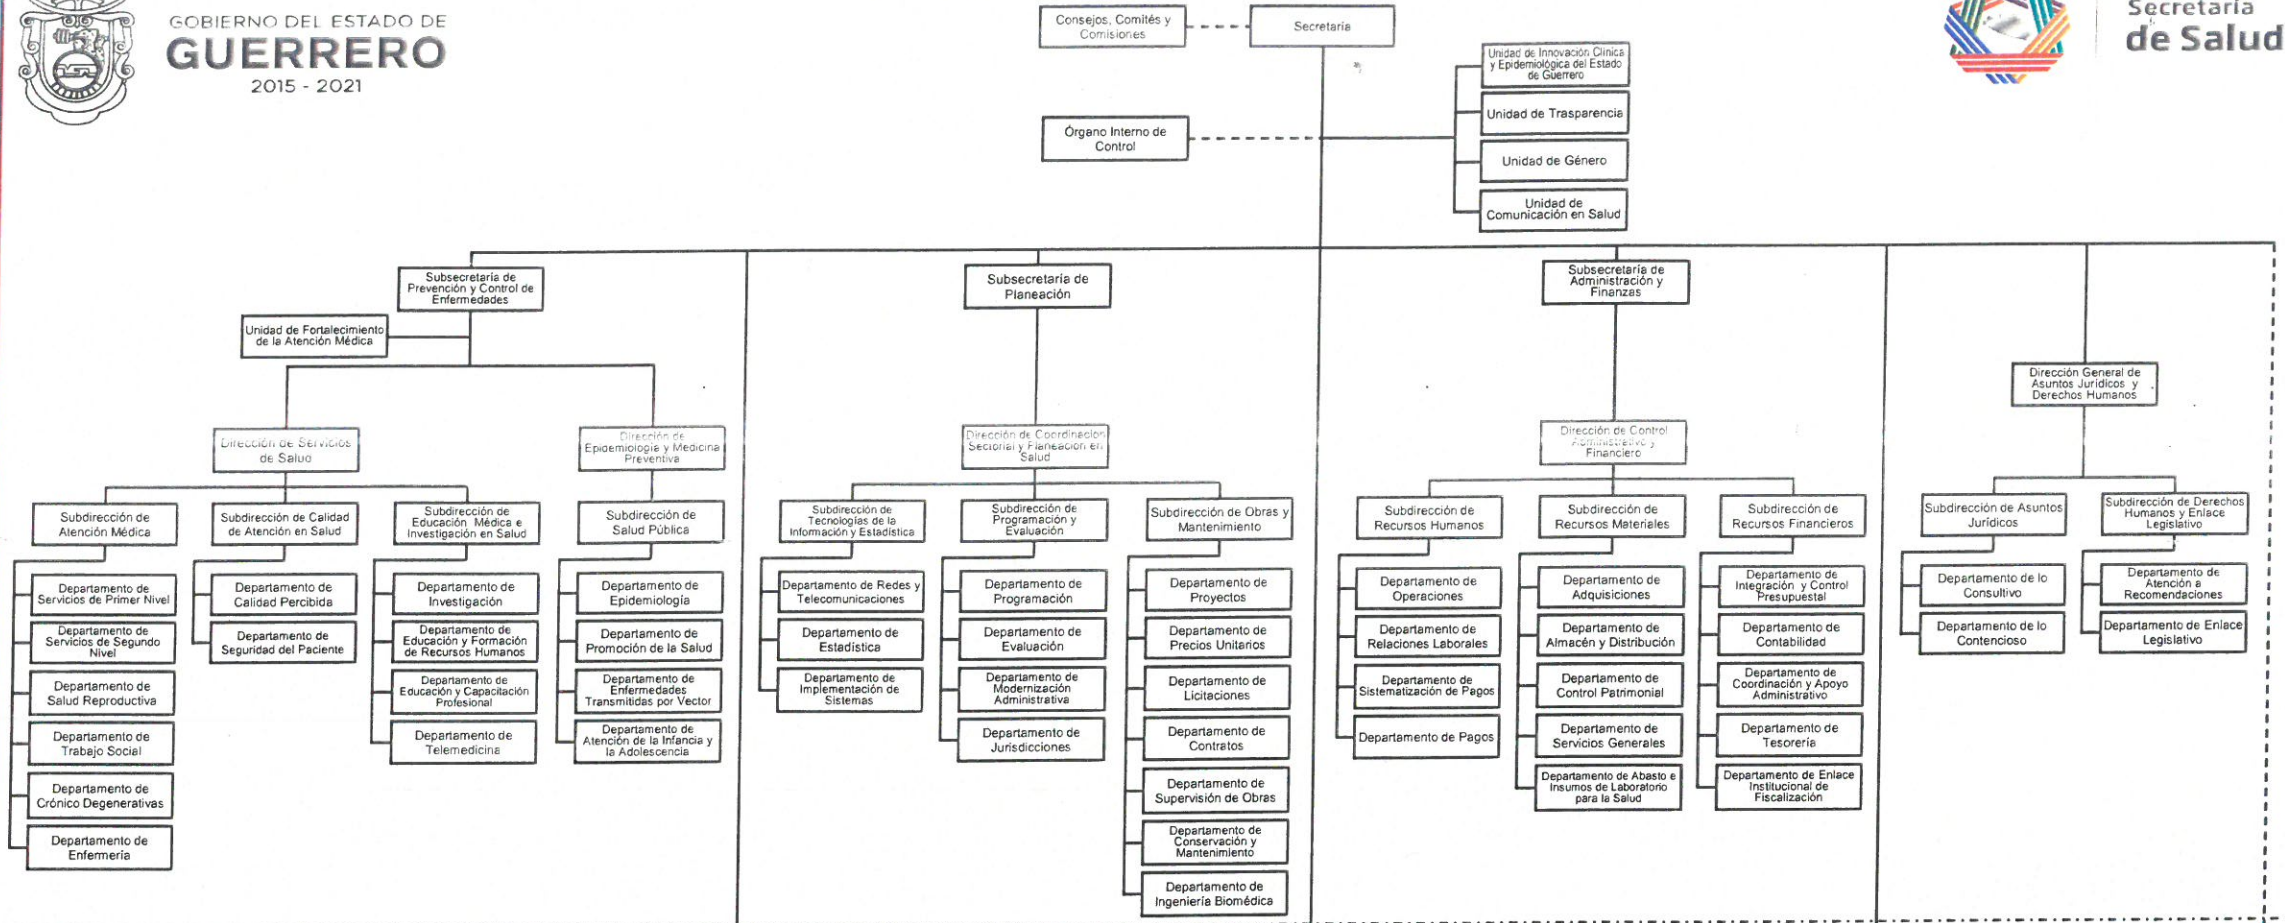 GOBIERNO DEL ESTADO DE
GUERRERO
2015 - 2021
Secretaría
de Salud
Consejos, Comités y
Comisiones
Secretaria
Unidad de Innovación Clínica
y Epidemiológica del Estado
de Guerrero
Unidad de Trasparencia
Órgano Interno de
Control
Unidad de Género
Unidad de
Comunicación en Salud
Subsecretaría de
Prevención y Control de
Enfermedades
Subsecretaría de
Planeación
Subsecretaría de
Administración y
Finanzas
Unidad de Fortalecimiento
de la Atención Médica
Dirección General de
Asuntos Jurídicos y
Derechos Humanos
Dirección de Servicios
de Salud
Dirección de
Epidemiología y Medicina
Preventiva
Dirección de Coordinación
Sectorial y Planeación en
Salud
Dirección de Control
Administrativo y
Financiero
Subdirección de
Atención Médica
Subdirección de Calidad
de Atención en Salud
Subdirección de
Educación Médica e
Investigación en Salud
Subdirección de
Salud Pública
Subdirección de
Tecnologías de la
Información y Estadística
Subdirección de
Programación y
Evaluación
Subdirección de Obras y
Mantenimiento
Subdirección de
Recursos Humanos
Subdirección de
Recursos Materiales
Subdirección de
Recursos Financieros
Subdirección de Asuntos
Jurídicos
Subdirección de Derechos
Humanos y Enlace
Legislativo
Departamento de
Servicios de Primer Nivel
Departamento de
Servicios de Segundo
Nivel
Departamento de
Salud Reproductiva
Departamento de
Trabajo Social
Departamento de
Crónico Degenerativas
Departamento de
Enfermería
Departamento de
Calidad Percibida
Departamento de
Seguridad del Paciente
Departamento de
Investigación
Departamento de
Educación y Formación
de Recursos Humanos
Departamento de
Educación y Capacitación
Profesional
Departamento de
Telemedicina
Departamento de
Epidemiología
Departamento de
Promoción de la Salud
Departamento de
Enfermedades
Transmitidas por Vector
Departamento de
Atención de la Infancia y
la Adolescencia
Departamento de Redes y
Telecomunicaciones
Departamento de
Estadística
Departamento de
Implementación de
Sistemas
Departamento de
Programación
Departamento de
Evaluación
Departamento de
Modernización
Administrativa
Departamento de
Jurisdicciones
Departamento de
Proyectos
Departamento de
Precios Unitarios
Departamento de
Licitaciones
Departamento de
Contratos
Departamento de
Supervisión de Obras
Departamento de
Conservación y
Mantenimiento
Departamento de
Ingeniería Biomédica
Departamento de
Operaciones
Departamento de
Relaciones Laborales
Departamento de
Sistematización de Pagos
Departamento de Pagos
Departamento de
Adquisiciones
Departamento de
Almacén y Distribución
Departamento de
Control Patrimonial
Departamento de
Servicios Generales
Departamento de Abasto e
Insumos de Laboratorio
para la Salud
Departamento de
Integración y Control
Presupuestal
Departamento de
Contabilidad
Departamento de
Coordinación y Apoyo
Administrativo
Departamento de
Tesorería
Departamento de Enlace
Institucional de
Fiscalización
Departamento de lo
Consultivo
Departamento de lo
Contencioso
Departamento de
Atención a
Recomendaciones
Departamento de Enlace
Legislativo